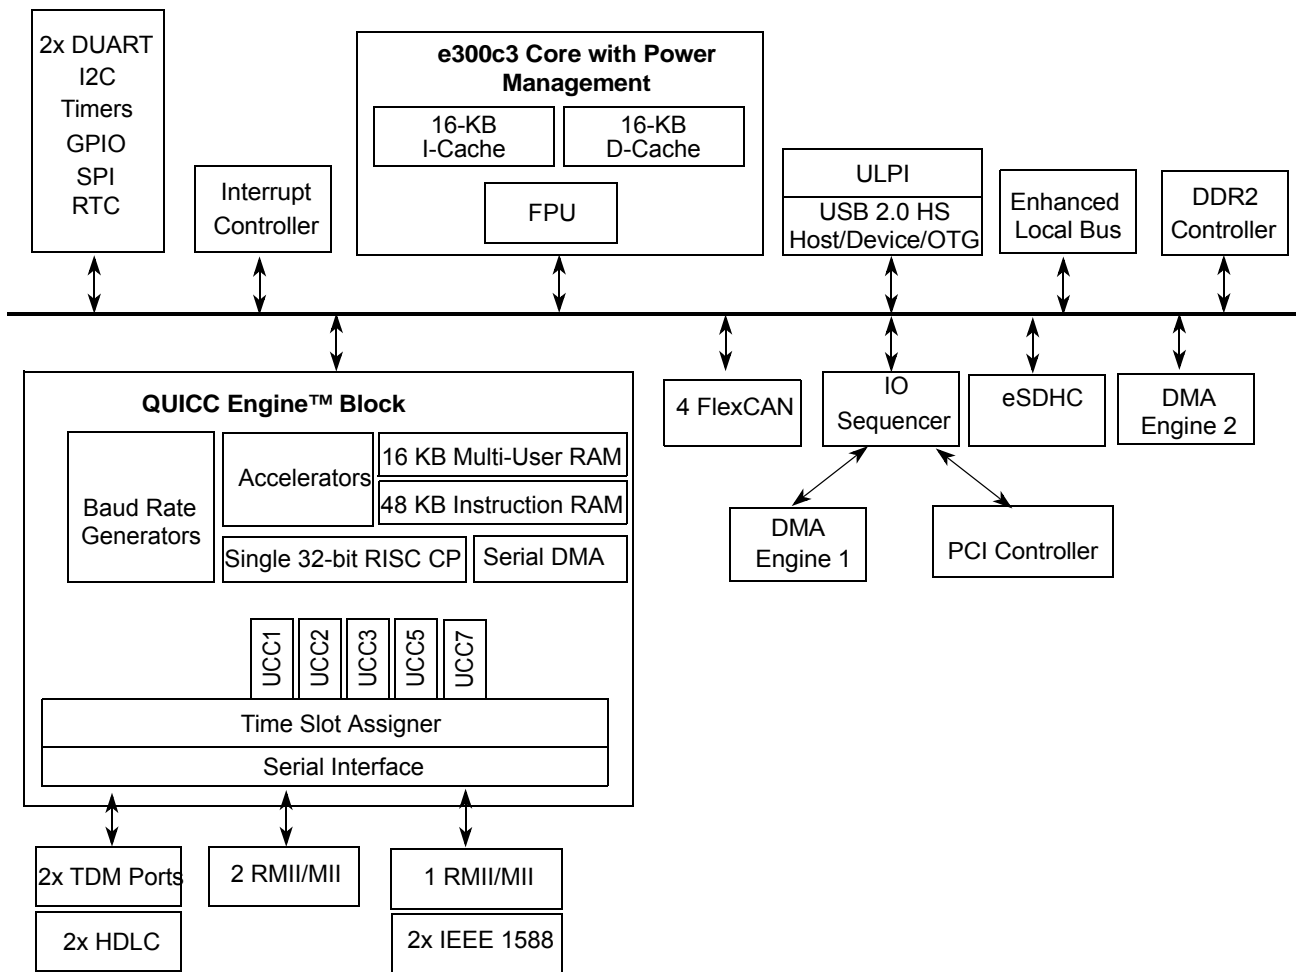 2x DUART
I2C
Timers
GPIO
SPI
RTC
Interrupt
Controller
e300c3 Core with Power
Management
16-KB
I-Cache
16-KB
D-Cache
FPU
ULPI
USB 2.0 HS
Host/Device/OTG
Enhanced
Local Bus
DDR2
Controller
QUICC Engine™ Block
Baud Rate
Generators
Accelerators
16 KB Multi-User RAM
48 KB Instruction RAM
Single 32-bit RISC CP
Serial DMA
UCC1
UCC2
UCC3
UCC5
UCC7
Time Slot Assigner
Serial Interface
4 FlexCAN
IO
Sequencer
eSDHC
DMA
Engine 2
DMA
Engine 1
PCI Controller
2x TDM Ports
2x HDLC
2 RMII/MII
1 RMII/MII
2x IEEE 1588